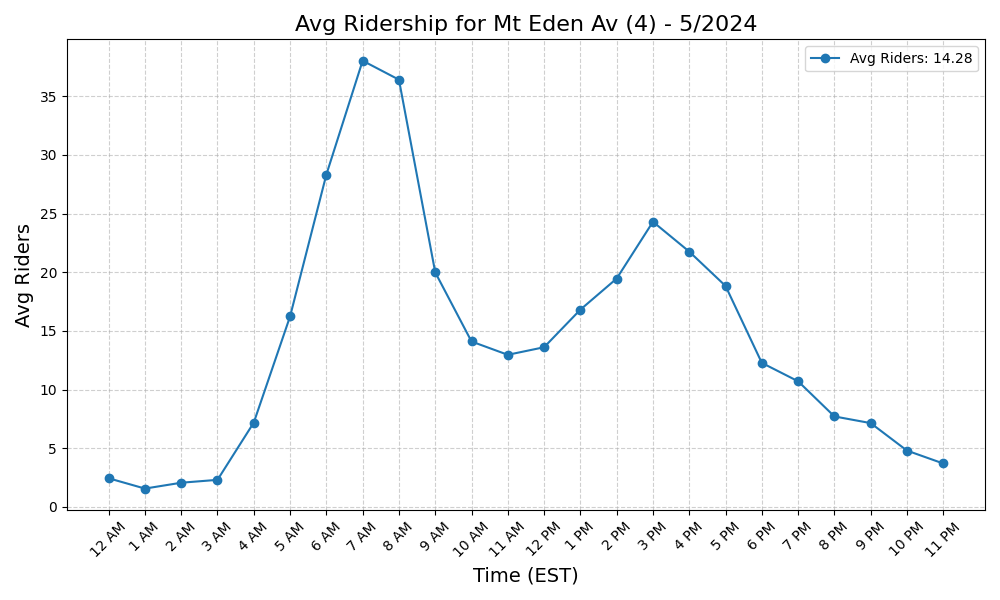 Avg Ridership for Mt Eden Av (4) - 5/2024
Avg Riders: 14.28
Avg Riders
35
30
25
20
15
10
5
0
12 AM
1 AM
2 AM
3 AM
4 AM
5 AM
6 AM
7 AM
8 AM
9 AM
10 AM
11 AM
12 PM
1 PM
2 PM
3 PM
4 PM
5 PM
6 PM
7 PM
8 PM
9 PM
10 PM
11 PM
Time (EST)